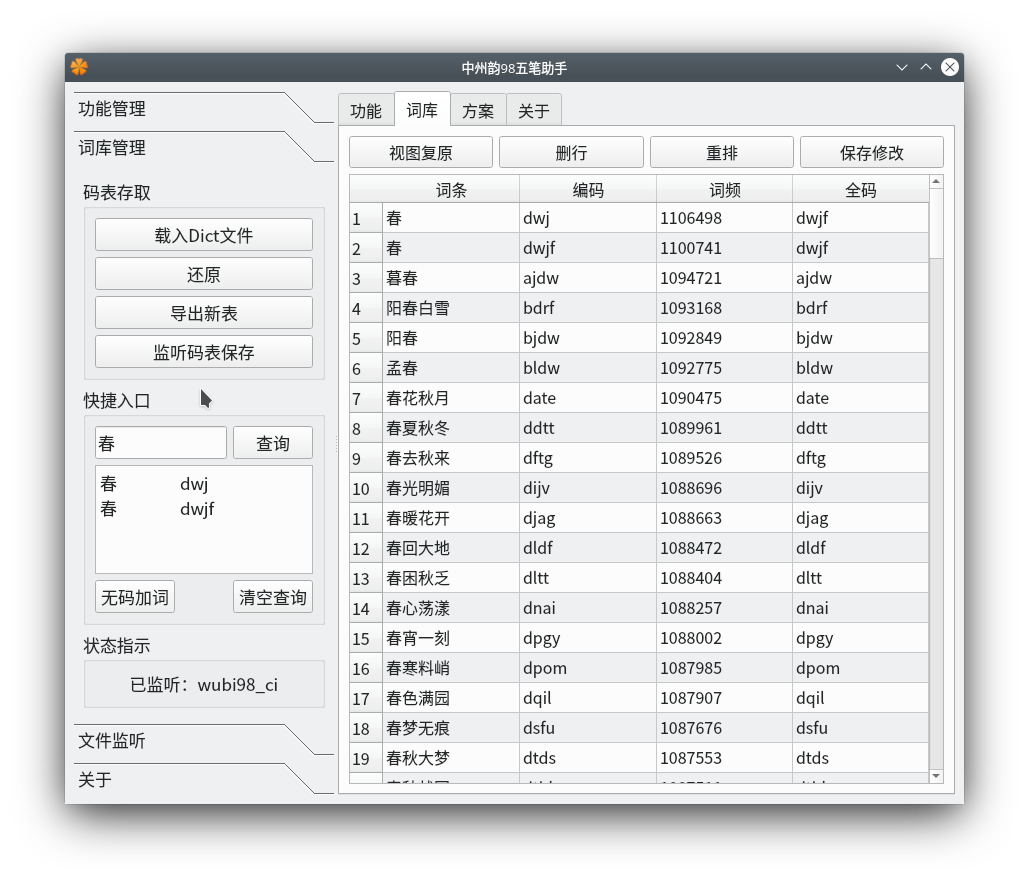 中州韵98五笔助手
功能管理
词库管理
码表存取
载入Dict文件
还原
导出新表
监听码表保存
快捷入口
春 查询
春 dwj
春 dwjf
无码加词 清空查询
状态指示
已监听：wubi98_ci
文件监听
关于
功能 词库 方案 关于
视图复原 删行 重排 保存修改
词条 编码 词频 全码
1 春 dwj 1106498 dwjf
2 春 dwjf 1100741 dwjf
3 暮春 ajdw 1094721 ajdw
4 阳春白雪 bdrf 1093168 bdrf
5 阳春 bjdw 1092849 bjdw
6 孟春 bldw 1092775 bldw
7 春花秋月 date 1090475 date
8 春夏秋冬 ddtt 1089961 ddtt
9 春去秋来 dftg 1089526 dftg
10 春光明媚 dijv 1088696 dijv
11 春暖花开 djag 1088663 djag
12 春回大地 dldf 1088472 dldf
13 春困秋乏 dltt 1088404 dltt
14 春心荡漾 dnai 1088257 dnai
15 春宵一刻 dpgy 1088002 dpgy
16 春寒料峭 dpom 1087985 dpom
17 春色满园 dqil 1087907 dqil
18 春梦无痕 dsfu 1087676 dsfu
19 春秋大梦 dtds 1087553 dtds